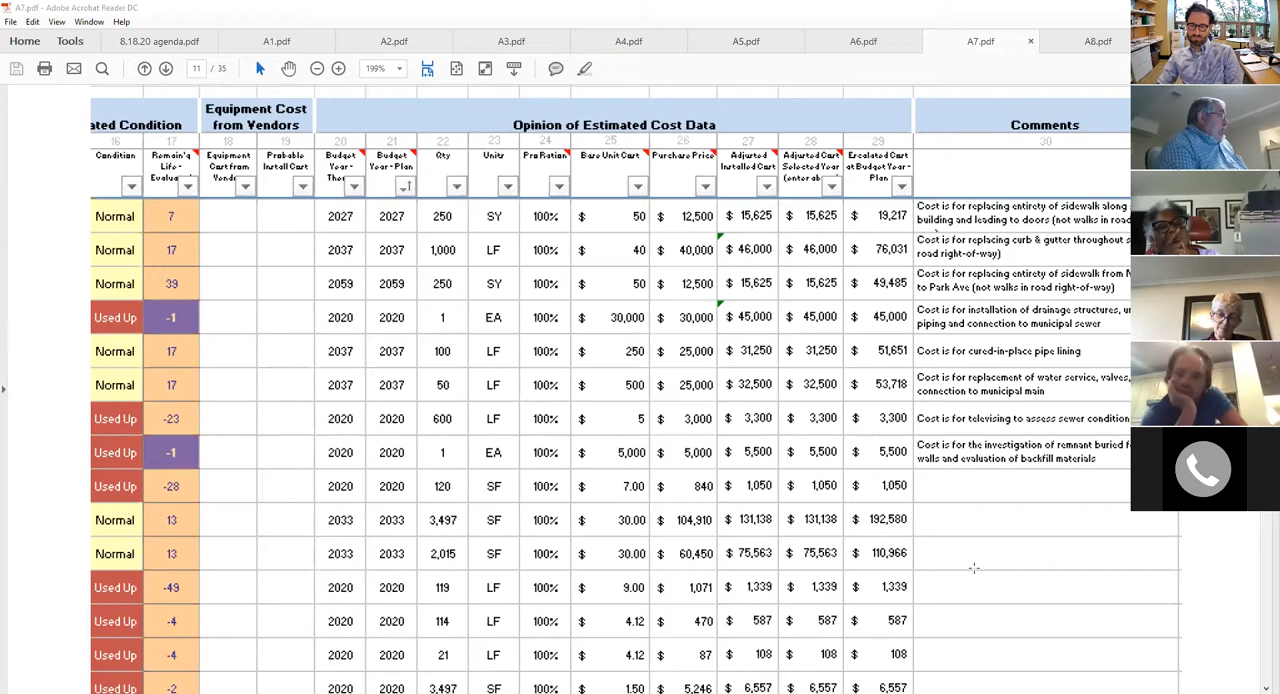 A7.pdf - Adobe Acrobat Reader DC
File Edit View Window Help
Home Tools 8.18.20 agenda.pdf A1.pdf A2.pdf A3.pdf A4.pdf A5.pdf A6.pdf A7.pdf × A8.pdf
11 / 35 199%
ated Condition Equipment Cost from Vendors Opinion of Estimated Cost Data Comments
16 17 18 19 20 21 22 23 24 25 26 27 28 29 30
Condition Remain'g Life - Equipment Cost from Probable Install Cost Budget Year - Budget Year - Plan Qty Units Pro Ration Bare Unit Cost Purchase Price Adjusted Installed Cost Adjusted Cost Selected Year Escalated Cost at Budget Year - Plan
Normal 7 2027 2027 250 SY 100% $ 50 $ 12,500 $ 15,625 $ 15,625 $ 19,217 Cost is for replacing entirety of sidewalk along
building and leading to doors (not walks in road
Normal 17 2037 2037 1,000 LF 100% $ 40 $ 40,000 $ 46,000 $ 46,000 $ 76,031 Cost is for replacing curb & gutter throughout
road right-of-way)
Normal 39 2059 2059 250 SY 100% $ 50 $ 12,500 $ 15,625 $ 15,625 $ 49,485 Cost is for replacing entirety of sidewalk from
to Park Ave (not walks in road right-of-way)
Used Up -1 2020 2020 1 EA 100% $ 30,000 $ 30,000 $ 45,000 $ 45,000 $ 45,000 Cost is for installation of drainage structures,
piping and connection to municipal sewer
Normal 17 2037 2037 100 LF 100% $ 250 $ 25,000 $ 31,250 $ 31,250 $ 51,651 Cost is for cured-in-place pipe lining
Normal 17 2037 2037 50 LF 100% $ 500 $ 25,000 $ 32,500 $ 32,500 $ 53,718 Cost is for replacement of water service, valves,
connection to municipal main
Used Up -23 2020 2020 600 LF 100% $ 5 $ 3,000 $ 3,300 $ 3,300 $ 3,300 Cost is for televising to assess sewer condition
Used Up -1 2020 2020 1 EA 100% $ 5,000 $ 5,000 $ 5,500 $ 5,500 $ 5,500 Cost is for the investigation of remnant buried
walls and evaluation of backfill materials
Used Up -28 2020 2020 120 LF 100% $ 7.00 $ 840 $ 1,050 $ 1,050 $ 1,050
Normal 13 2033 2033 3,497 SF 100% $ 30.00 $ 104,910 $ 131,138 $ 131,138 $ 192,580
Normal 13 2033 2033 2,015 SF 100% $ 30.00 $ 60,450 $ 75,563 $ 75,563 $ 110,966
Used Up -49 2020 2020 119 LF 100% $ 9.00 $ 1,071 $ 1,339 $ 1,339 $ 1,339
Used Up -4 2020 2020 114 LF 100% $ 4.12 $ 470 $ 587 $ 587 $ 587
Used Up -4 2020 2020 21 LF 100% $ 4.12 $ 87 $ 108 $ 108 $ 108
Used Up -2 2020 2020 3,497 SF 100% $ 1.50 $ 5,246 $ 6,557 $ 6,557 $ 6,557